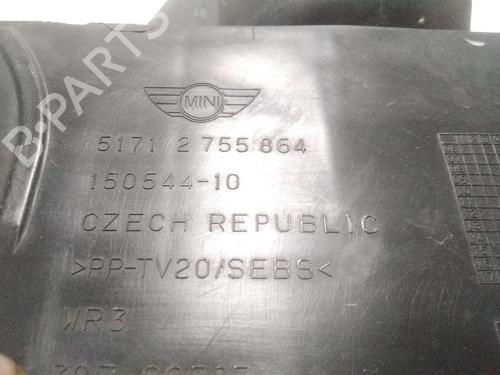 B-PARTS
MINI
5171 2 755 864
150544-10
CZECH REPUBLIC
>PP-TV20/SEBS<
WP3